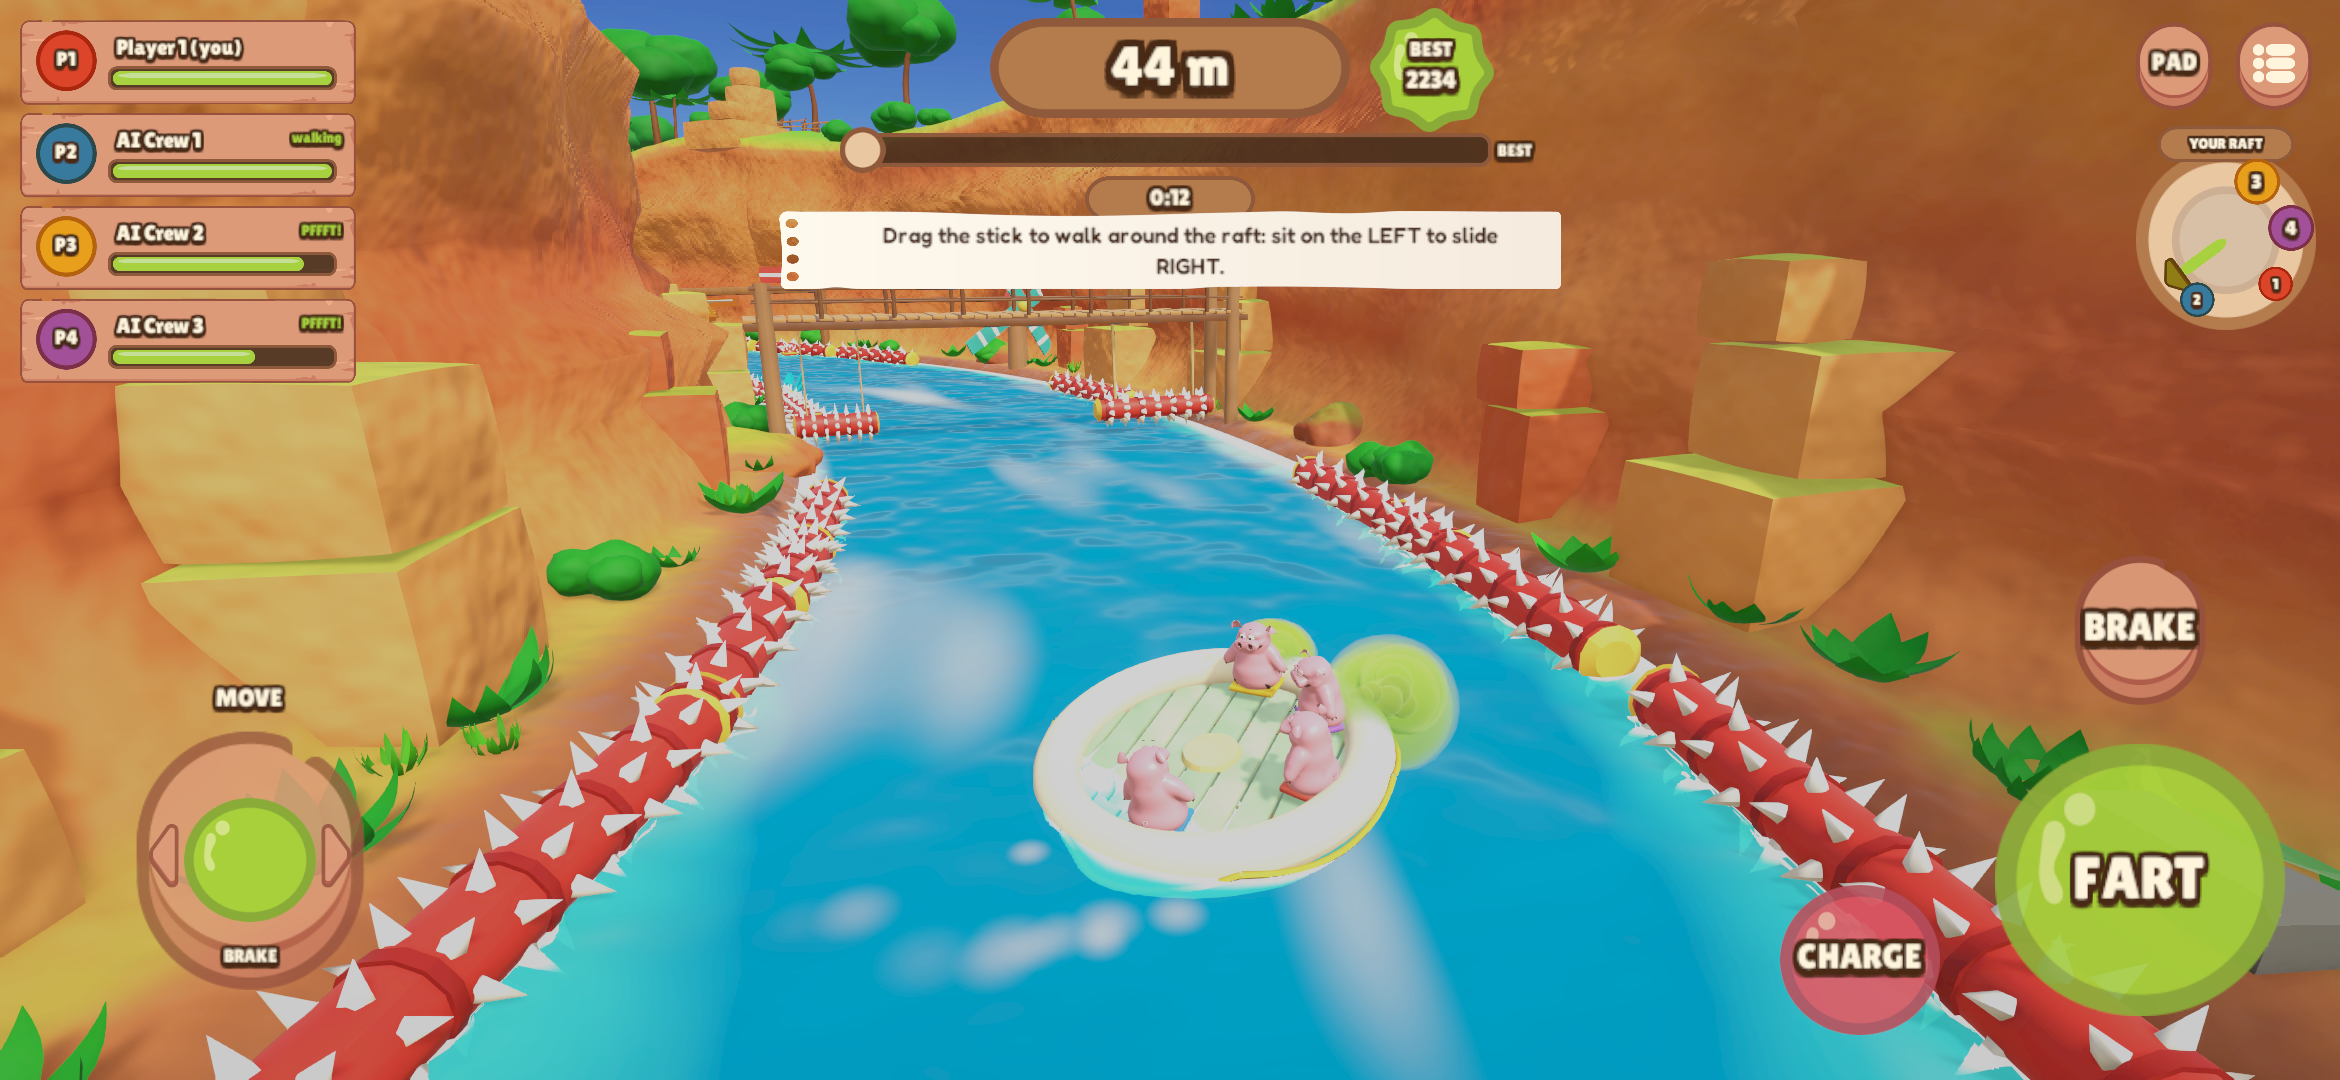 P1
Player 1 (you)
P2
AI Crew 1
walking
P3
AI Crew 2
PFFFT!
P4
AI Crew 3
PFFFT!
44 m
BEST
2234
BEST
0:12
Drag the stick to walk around the raft: sit on the LEFT to slide
RIGHT.
PAD
YOUR RAFT
3
4
1
2
MOVE
BRAKE
BRAKE
FART
CHARGE